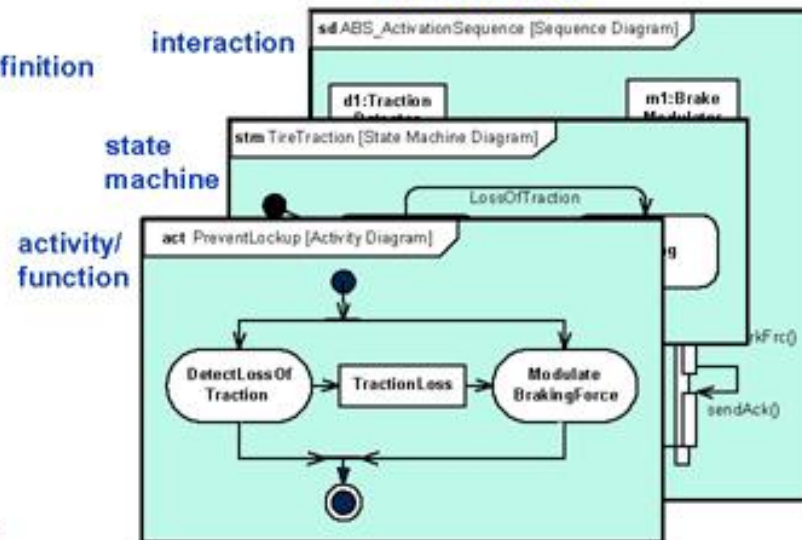 interaction
finition
sd ABS_ActivationSequence [Sequence Diagram]
d1:Traction
m1:Brake
state
machine
stm TireTraction [State Machine Diagram]
LossOfTraction
activity/
function
act PreventLockup [Activity Diagram]
DetectLossOf
Traction
TractionLoss
Modulate
BrakingForce
rkFrc()
sendAck()